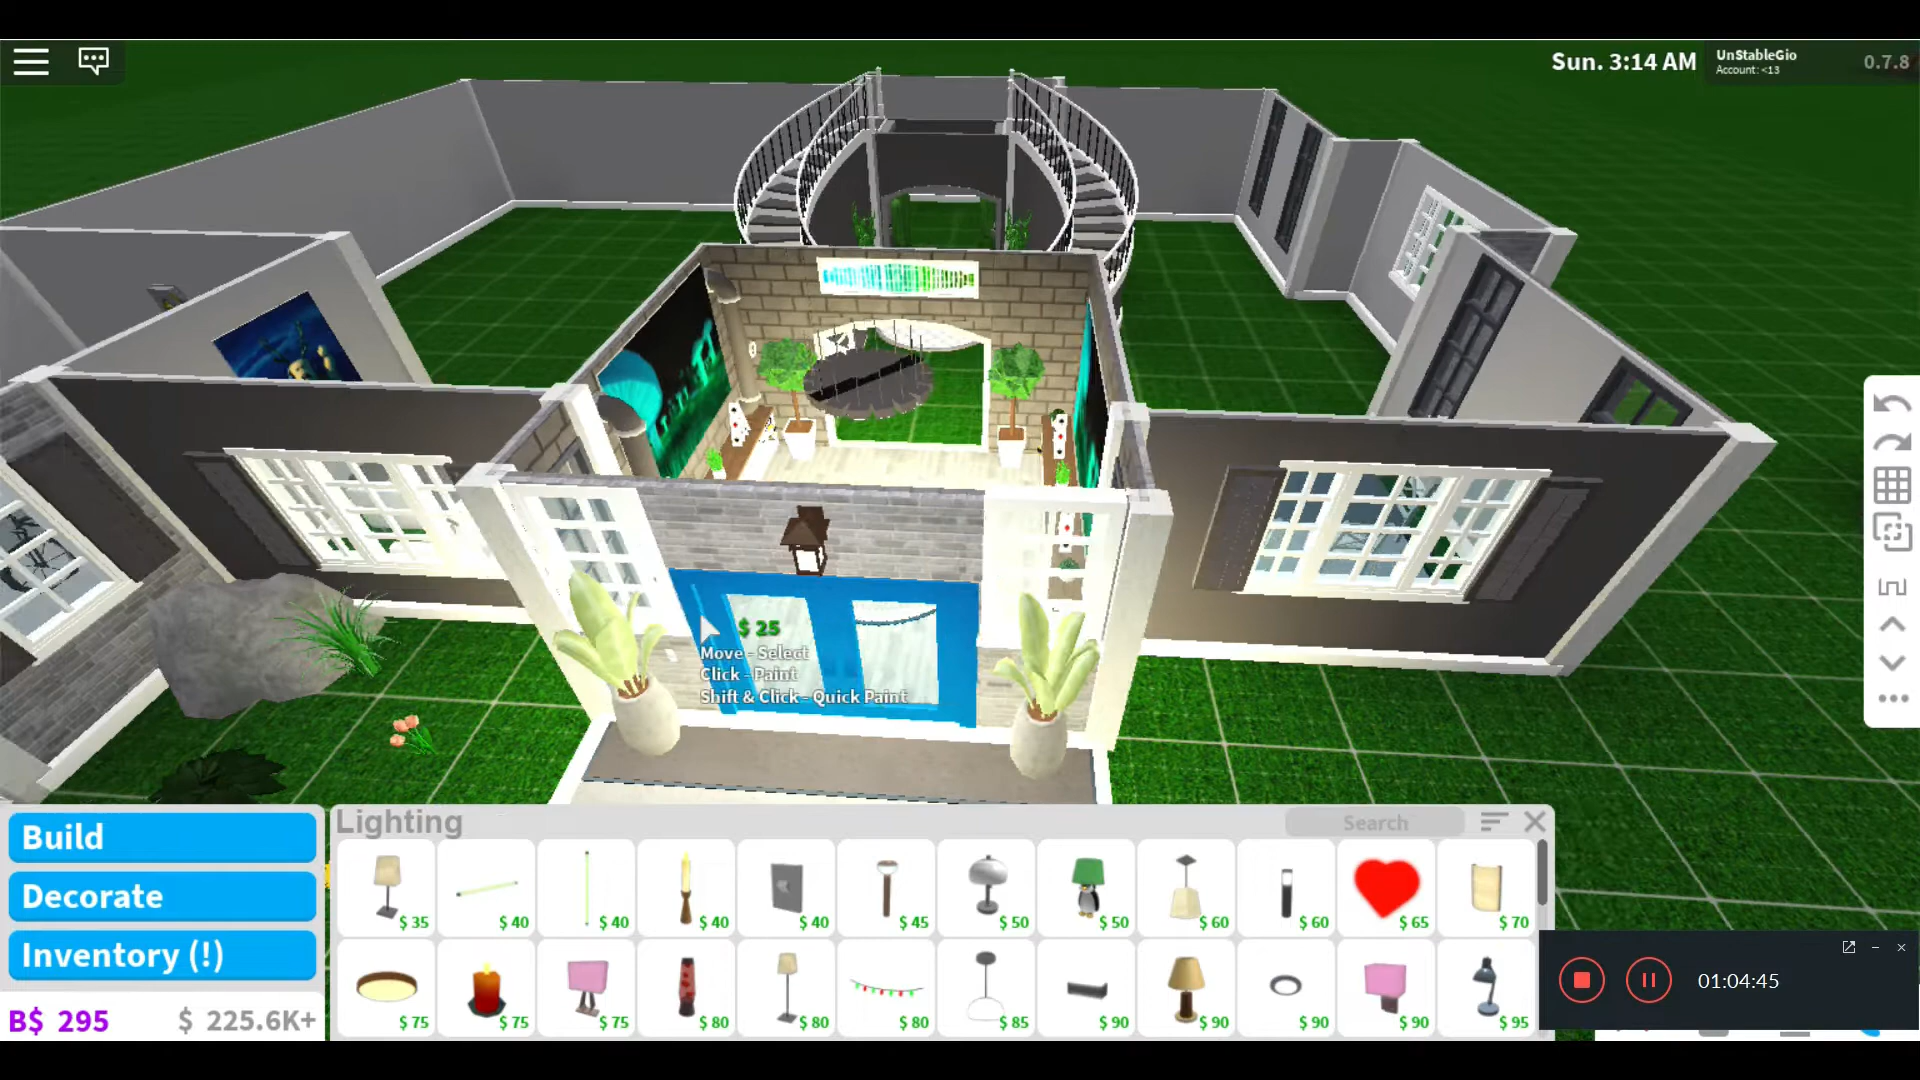 Sun. 3:14 AM
UnStableGio
Account: <13
0.7.8
$ 25
Move - Select
Click - Paint
Shift & Click - Quick Paint
Build
Decorate
Inventory (!)
B$ 295
$ 225.6K+
Lighting
Search
$ 35
$ 40
$ 40
$ 40
$ 40
$ 45
$ 50
$ 50
$ 60
$ 60
$ 65
$ 70
$ 75
$ 75
$ 75
$ 80
$ 80
$ 80
$ 85
$ 90
$ 90
$ 90
$ 90
$ 95
01:04:45